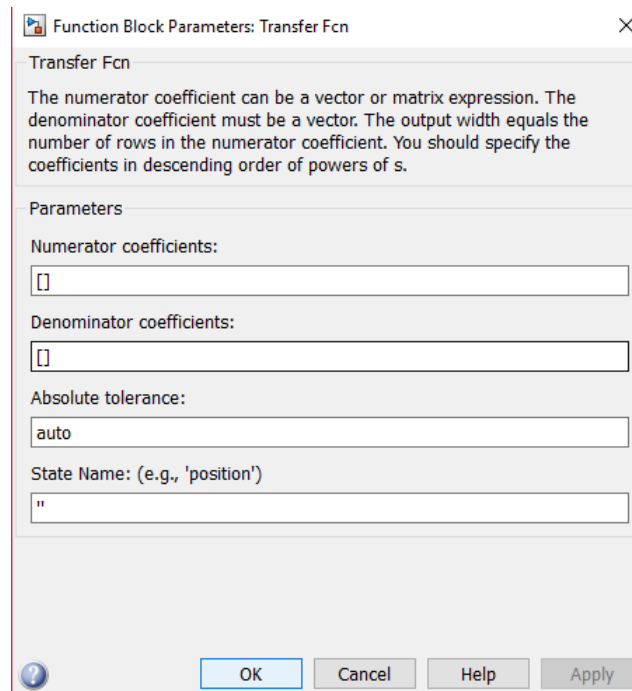 Function Block Parameters: Transfer Fcn
Transfer Fcn
The numerator coefficient can be a vector or matrix expression. The
denominator coefficient must be a vector. The output width equals the
number of rows in the numerator coefficient. You should specify the
coefficients in descending order of powers of s.
Parameters
Numerator coefficients:
[]
Denominator coefficients:
[]
Absolute tolerance:
auto
State Name: (e.g., 'position')
''
OK Cancel Help Apply